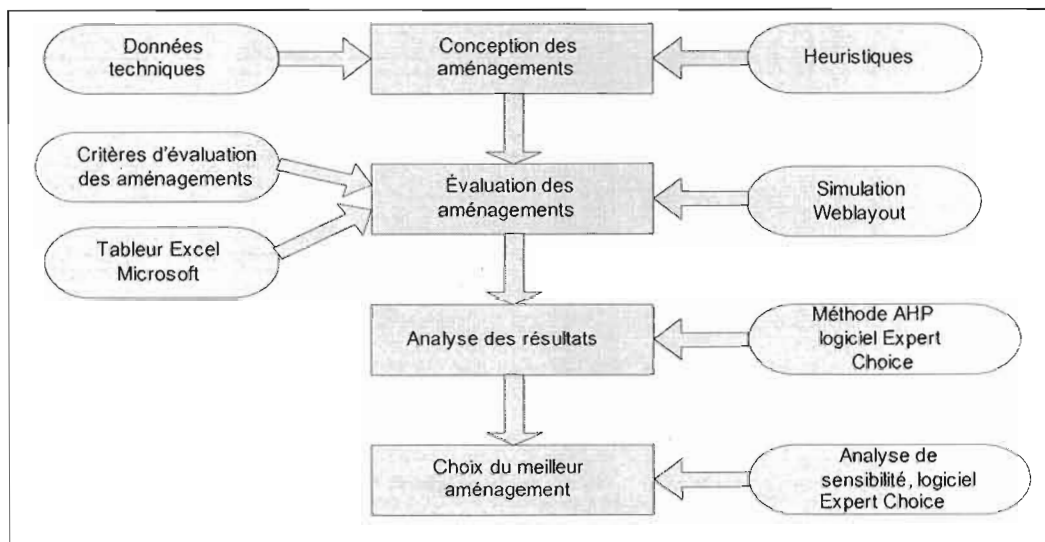 Données
techniques
Conception des
aménagements
Heuristiques
Critères d'évaluation
des aménagements
Évaluation des
aménagements
Simulation
Weblayout
Tableur Excel
Microsoft
Analyse des résultats
Méthode AHP
logiciel Expert
Choice
Choix du meilleur
aménagement
Analyse de
sensibilité, logiciel
Expert Choice